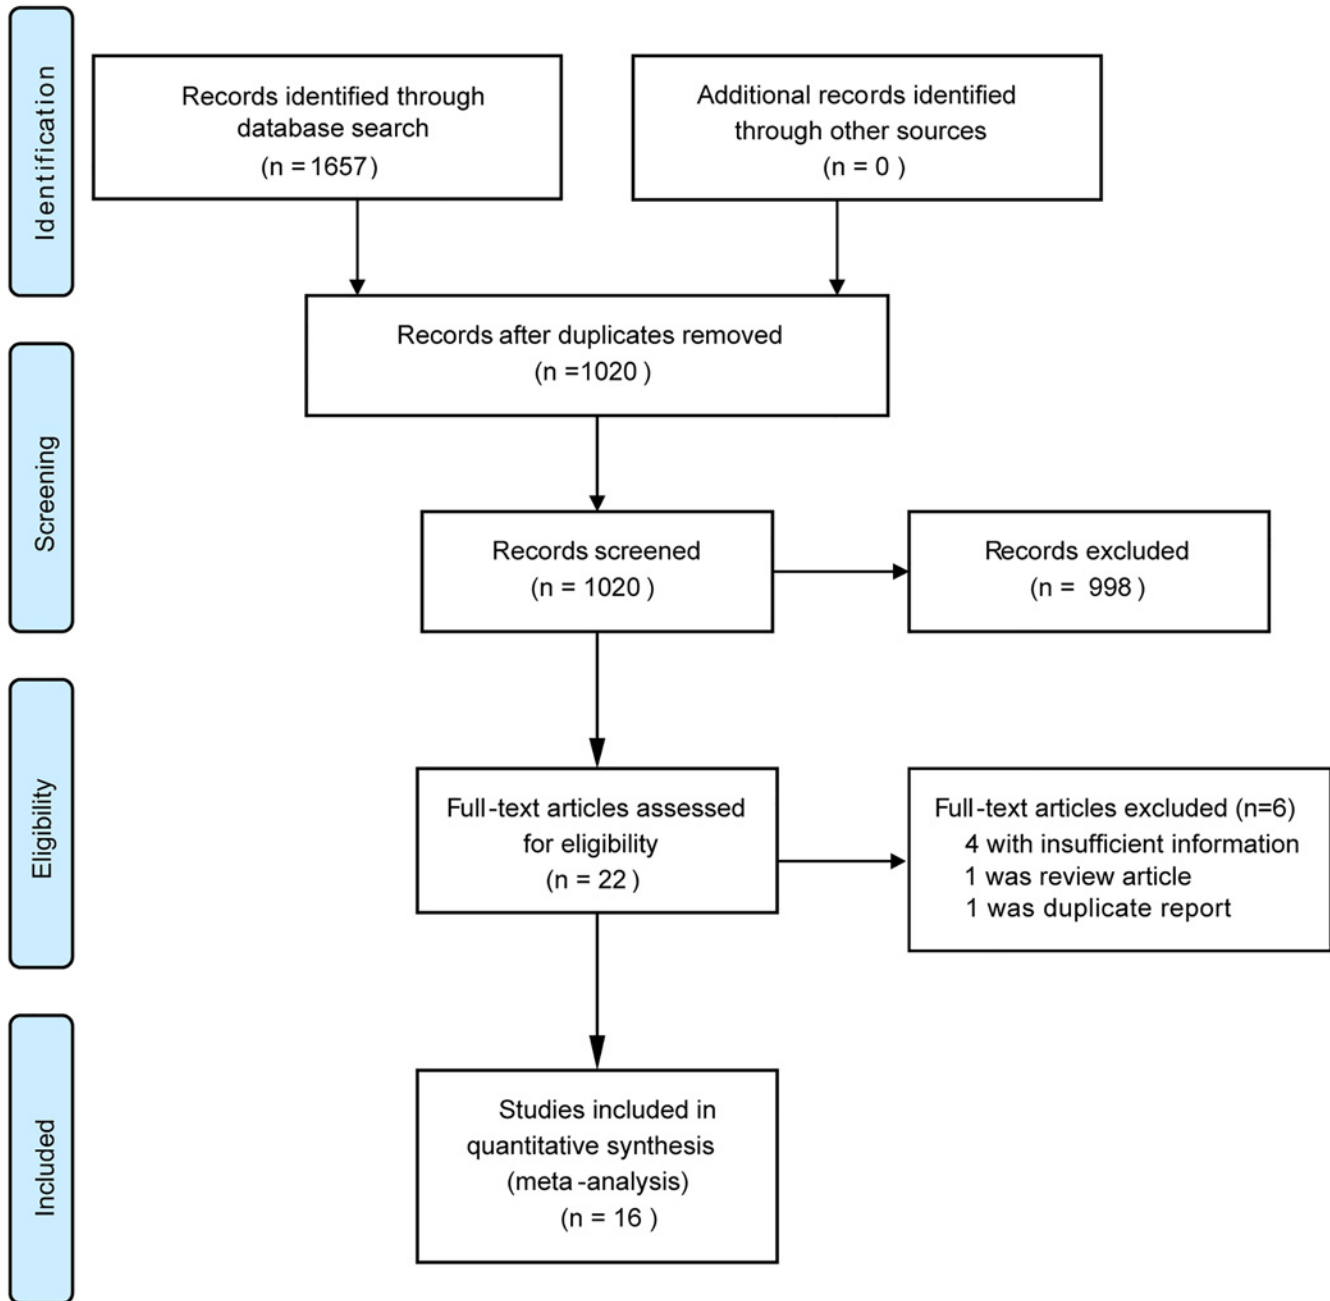 Identification
Records identified through
database search
(n = 1657)
Additional records identified
through other sources
(n = 0 )
Records after duplicates removed
(n =1020 )
Screening
Records screened
(n = 1020 )
Records excluded
(n = 998 )
Eligibility
Full-text articles assessed
for eligibility
(n = 22 )
Full-text articles excluded (n=6)
4 with insufficient information
1 was review article
1 was duplicate report
Included
Studies included in
quantitative synthesis
(meta-analysis)
(n = 16 )